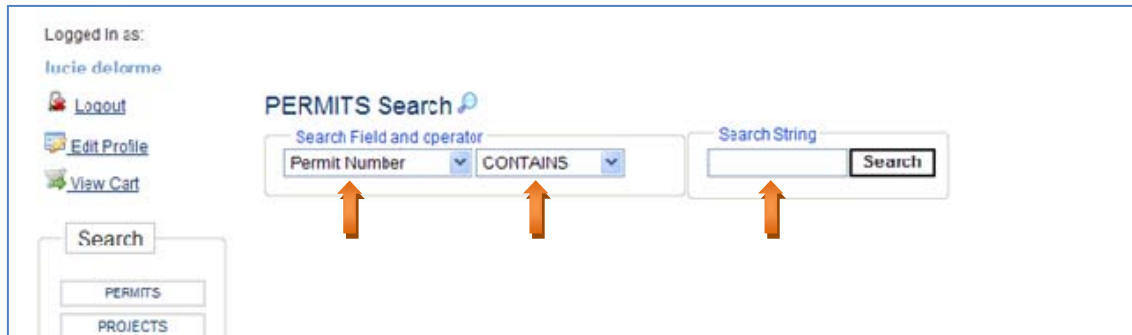 Logged in as:
lucie delorme
Logout
Edit Profile
View Cart
Search
PERMITS
PROJECTS
PERMITS Search
Search Field and operator
Permit Number CONTAINS
Search String
Search